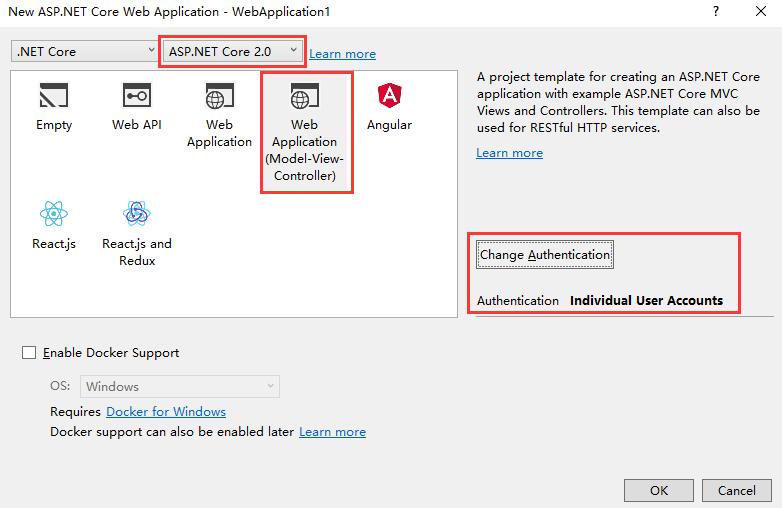 New ASP.NET Core Web Application - WebApplication1
?
.NET Core
ASP.NET Core 2.0
Learn more
Empty
Web API
Web
Application
Web
Application
(Model-View-
Controller)
Angular
React.js
React.js and
Redux
A project template for creating an ASP.NET Core
application with example ASP.NET Core MVC
Views and Controllers. This template can also be
used for RESTful HTTP services.
Learn more
Change Authentication
Authentication Individual User Accounts
Enable Docker Support
OS: Windows
Requires Docker for Windows
Docker support can also be enabled later Learn more
OK
Cancel